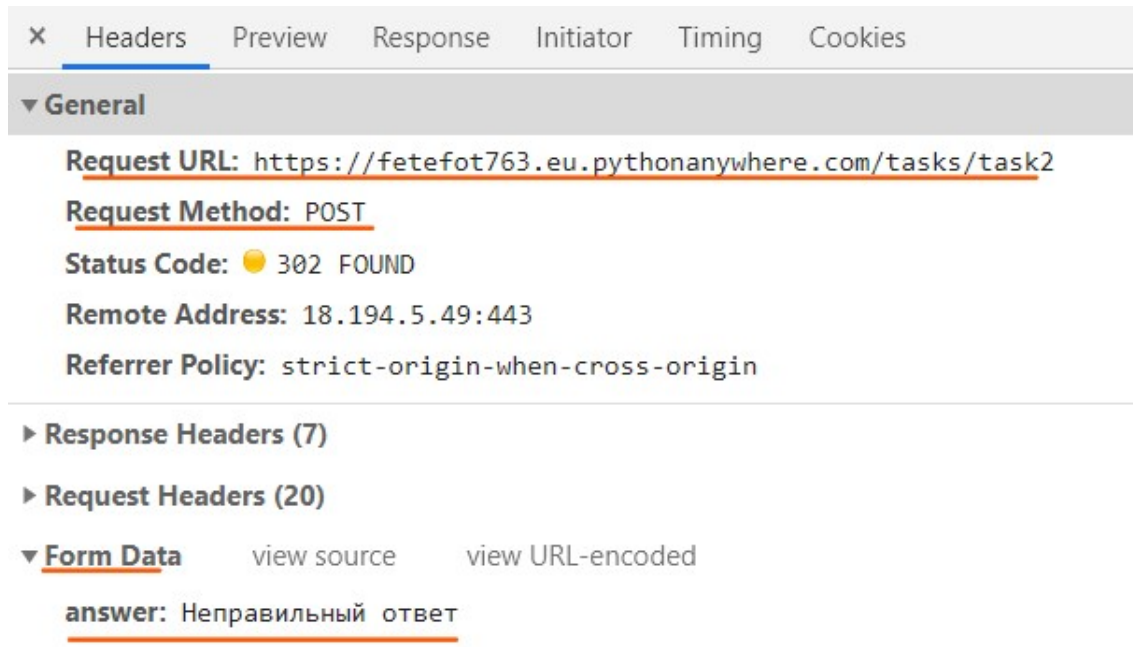 × Headers Preview Response Initiator Timing Cookies
▼ General
Request URL: https://fetefot763.eu.pythonanywhere.com/tasks/task2
Request Method: POST
Status Code: 302 FOUND
Remote Address: 18.194.5.49:443
Referrer Policy: strict-origin-when-cross-origin
▶ Response Headers (7)
▶ Request Headers (20)
▼ Form Data view source view URL-encoded
answer: Неправильный ответ